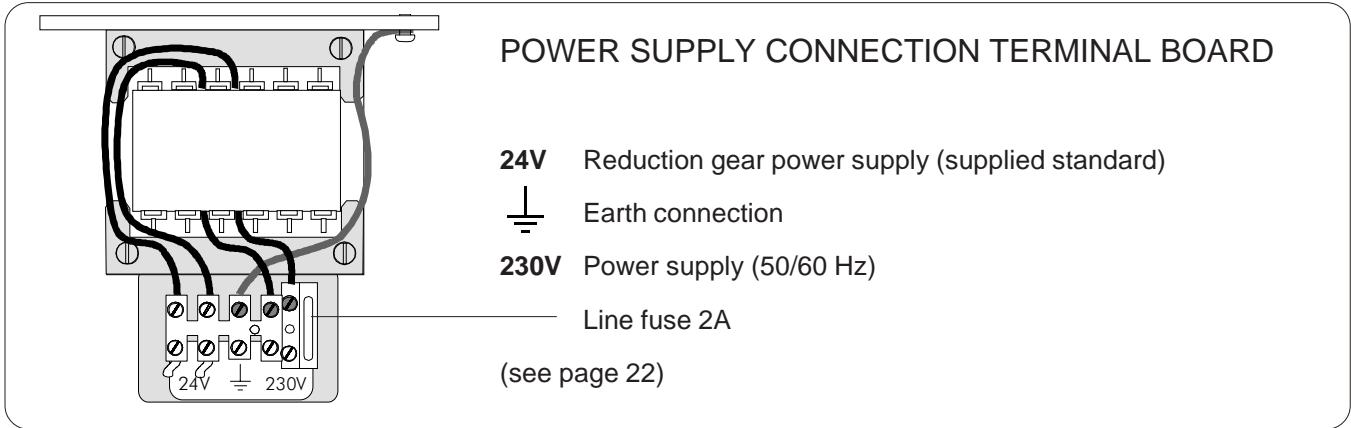 POWER SUPPLY CONNECTION TERMINAL BOARD
24V Reduction gear power supply (supplied standard)
Earth connection
230V Power supply (50/60 Hz)
Line fuse 2A
(see page 22)
24V 230V